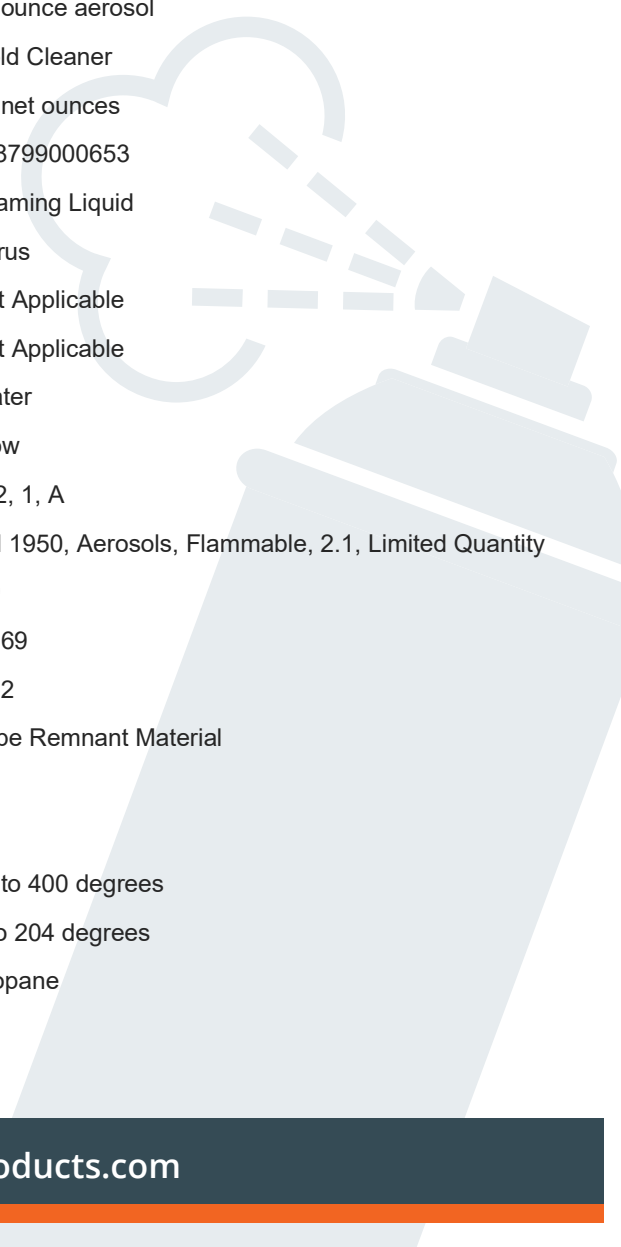 ounce aerosol
ld Cleaner
net ounces
3799000653
aming Liquid
rus
t Applicable
t Applicable
ter
ow
2, 1, A
1950, Aerosols, Flammable, 2.1, Limited Quantity
69
2
be Remnant Material
to 400 degrees
o 204 degrees
opane
oducts.com